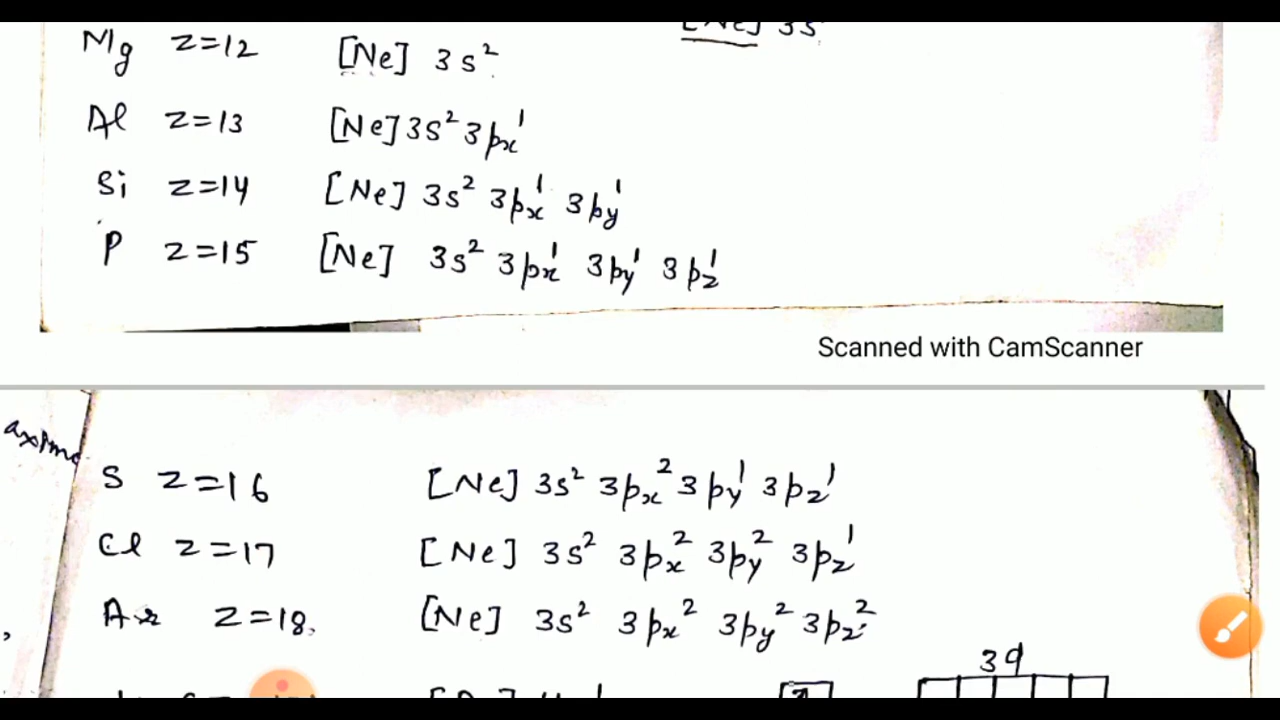 [Ne] 3s
Mg Z=12 [Ne] 3s²
Al Z=13 [Ne] 3s² 3px¹
Si Z=14 [Ne] 3s² 3px¹ 3py¹
P Z=15 [Ne] 3s² 3px¹ 3py¹ 3pz¹
Scanned with CamScanner
S Z=16 [Ne] 3s² 3px² 3py¹ 3pz¹
Cl Z=17 [Ne] 3s² 3px² 3py² 3pz¹
Ar Z=18, [Ne] 3s² 3px² 3py² 3pz²
3d